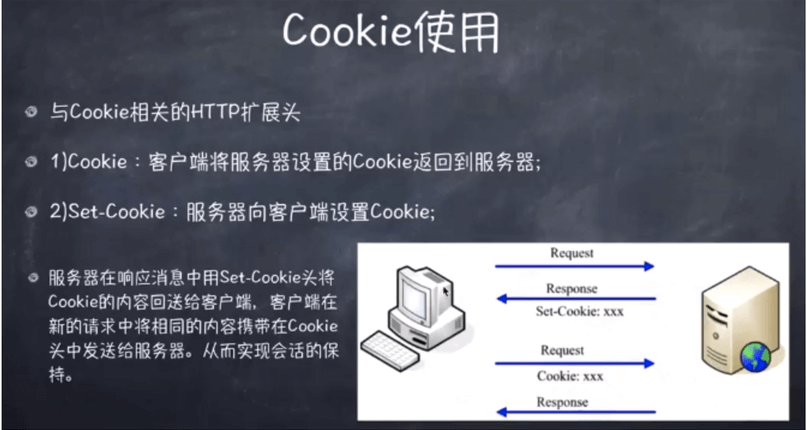 Cookie使用
与Cookie相关的HTTP扩展头
1)Cookie：客户端将服务器设置的Cookie返回到服务器;
2)Set-Cookie：服务器向客户端设置Cookie;
服务器在响应消息中用Set-Cookie头将
Cookie的内容回送给客户端，客户端在
新的请求中将相同的内容携带在Cookie
头中发送给服务器。从而实现会话的保
持。
Request
Response
Set-Cookie: xxx
Request
Cookie: xxx
Response